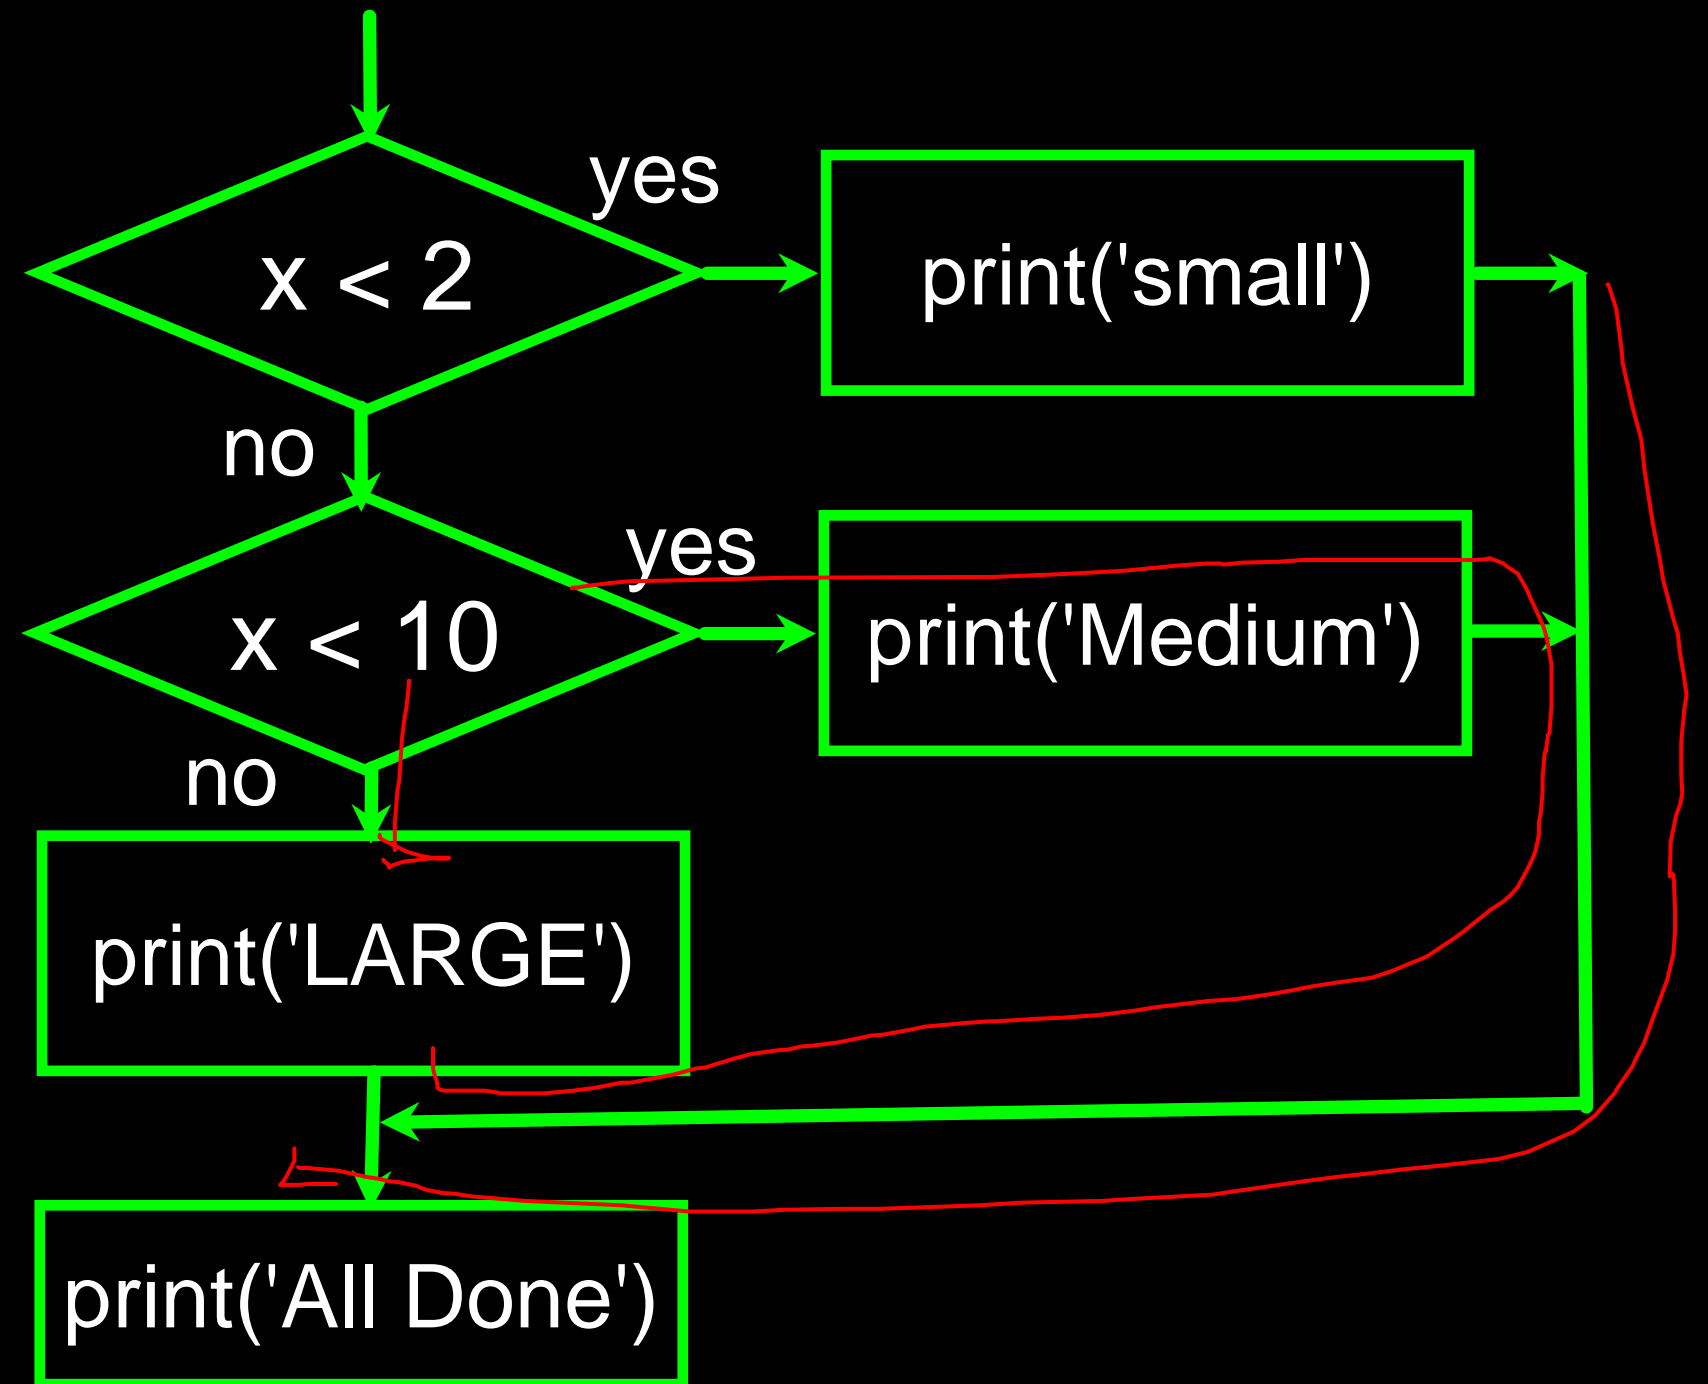 yes
x < 2
print('small')
no
yes
x < 10
print('Medium')
no
print('LARGE')
print('All Done')